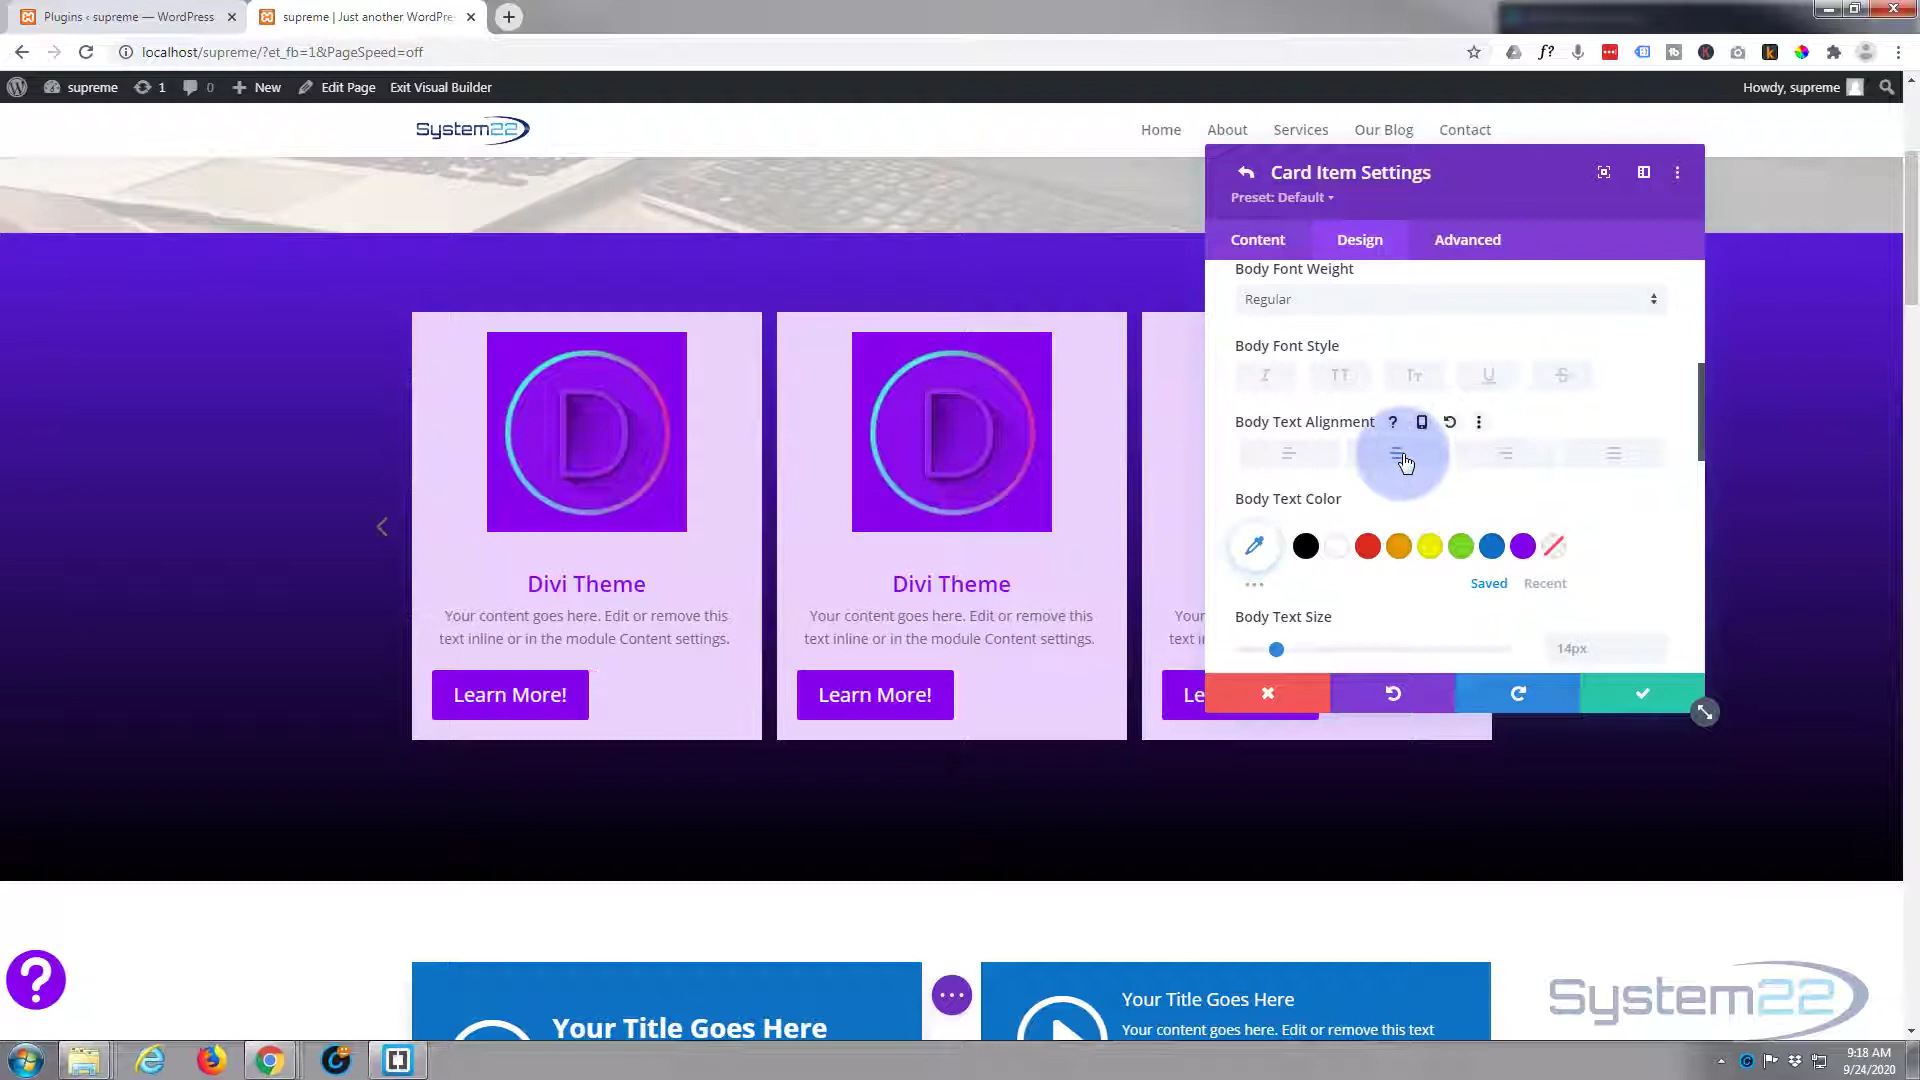 Plugins ‹ supreme — WordPress
supreme | Just another WordPre
localhost/supreme/?et_fb=1&PageSpeed=off
supreme 1 0 New Edit Page Exit Visual Builder Howdy, supreme
System22 Home About Services Our Blog Contact
Card Item Settings
Preset: Default
Content Design Advanced
Body Font Weight
Regular
Body Font Style
I TT Tт U S
Body Text Alignment ?
Body Text Color
Saved Recent
Body Text Size
14px
D
Divi Theme
Your content goes here. Edit or remove this
text inline or in the module Content settings.
Learn More!
D
Divi Theme
Your content goes here. Edit or remove this
text inline or in the module Content settings.
Learn More!
Le
?
Your Title Goes Here
Your Title Goes Here
Your content goes here. Edit or remove this text
System22
9:18 AM
9/24/2020